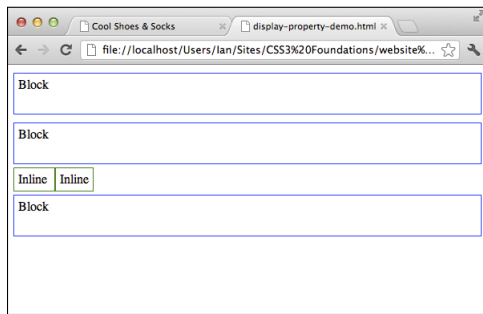 Cool Shoes & Socks
display-property-demo.html
file://localhost/Users/Ian/Sites/CSS3%20Foundations/website%...
Block
Block
Inline Inline
Block